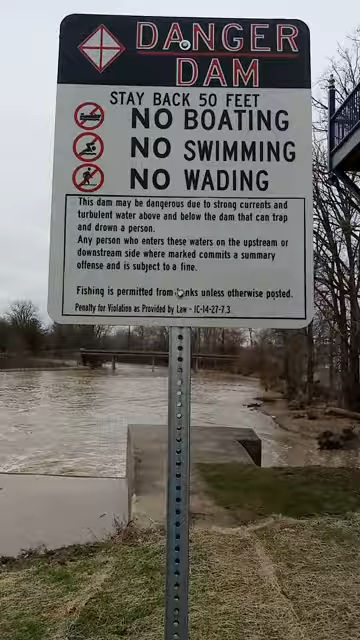 DANGER
DAM
STAY BACK 50 FEET
NO BOATING
NO SWIMMING
NO WADING
This dam may be dangerous due to strong currents and
turbulent water above and below the dam that can trap
and drown a person.
Any person who enters these waters on the upstream or
downstream side where marked commits a summary
offense and is subject to a fine.
Fishing is permitted from banks unless otherwise posted.
Penalty for Violation as Provided by Law - IC-14-27-7.3